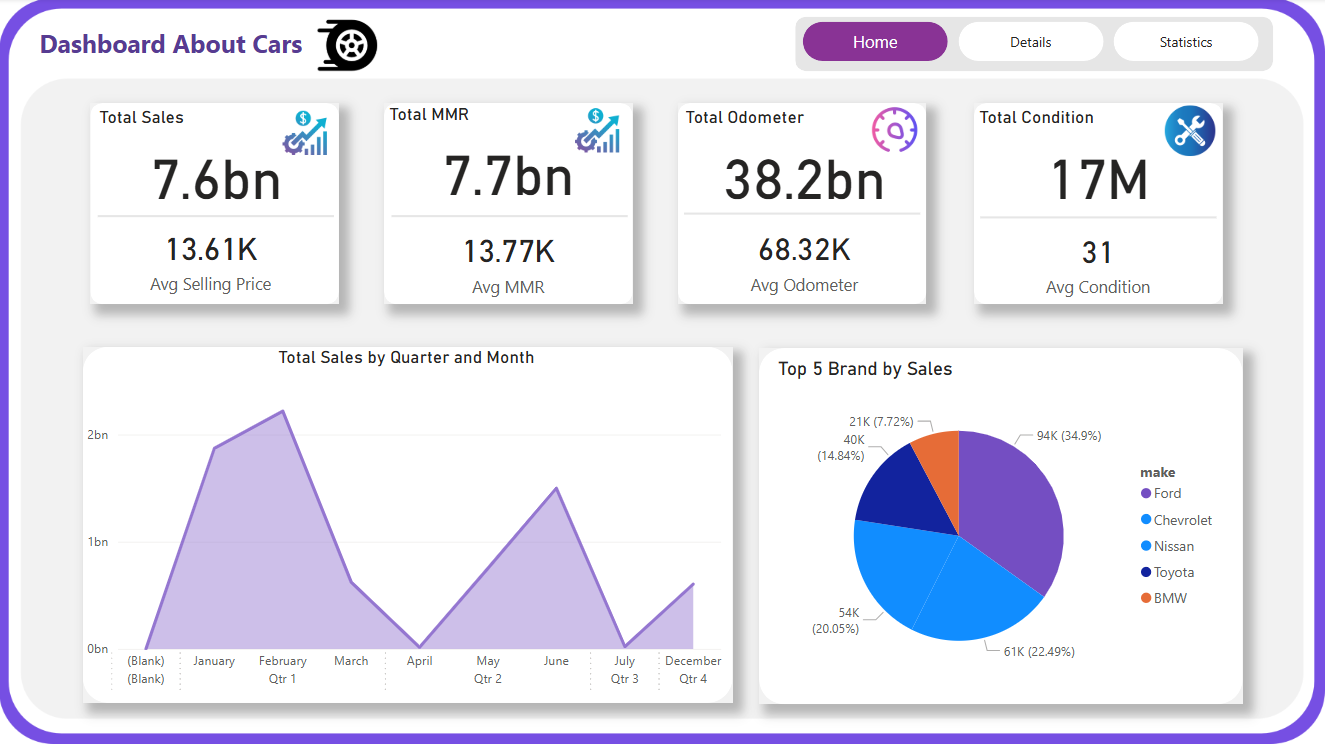 Dashboard About Cars
Home
Details
Statistics
Total Sales
7.6bn
13.61K
Avg Selling Price
Total MMR
7.7bn
13.77K
Avg MMR
Total Odometer
38.2bn
68.32K
Avg Odometer
Total Condition
17M
31
Avg Condition
Total Sales by Quarter and Month
2bn
1bn
0bn
(Blank) January February March April May June July December
(Blank) Qtr 1 Qtr 2 Qtr 3 Qtr 4
Top 5 Brand by Sales
21K (7.72%)
40K
(14.84%)
94K (34.9%)
54K
(20.05%)
61K (22.49%)
make
Ford
Chevrolet
Nissan
Toyota
BMW